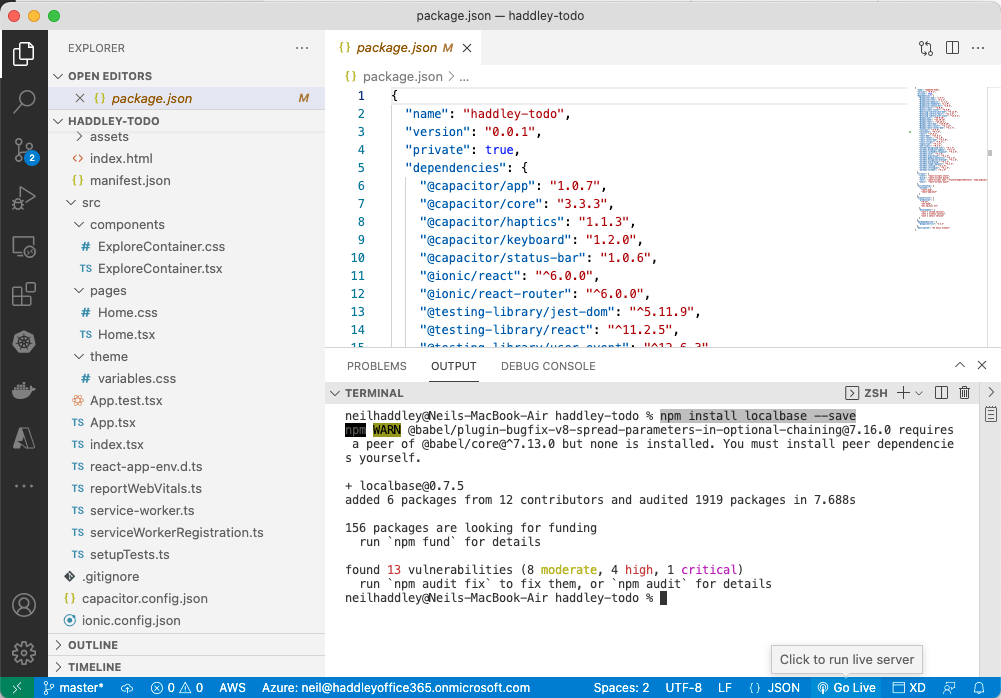 package.json — haddley-todo
EXPLORER
OPEN EDITORS
package.json M
HADDLEY-TODO
assets
index.html
manifest.json
src
components
# ExploreContainer.css
TS ExploreContainer.tsx
pages
# Home.css
TS Home.tsx
theme
# variables.css
App.test.tsx
TS App.tsx
TS index.tsx
TS react-app-env.d.ts
TS reportWebVitals.ts
TS service-worker.ts
TS serviceWorkerRegistration.ts
TS setupTests.ts
.gitignore
{} capacitor.config.json
ionic.config.json
OUTLINE
TIMELINE
2
{} package.json M
{} package.json > ...
1 {
2 "name": "haddley-todo",
3 "version": "0.0.1",
4 "private": true,
5 "dependencies": {
6 "@capacitor/app": "1.0.7",
7 "@capacitor/core": "3.3.3",
8 "@capacitor/haptics": "1.1.3",
9 "@capacitor/keyboard": "1.2.0",
10 "@capacitor/status-bar": "1.0.6",
11 "@ionic/react": "^6.0.0",
12 "@ionic/react-router": "^6.0.0",
13 "@testing-library/jest-dom": "^5.11.9",
14 "@testing-library/react": "^11.2.5",
15 "@testing-library/user-event": "^12.6.3"
PROBLEMS OUTPUT DEBUG CONSOLE
TERMINAL ZSH
neilhaddley@Neils-MacBook-Air haddley-todo % npm install localbase --save
npm WARN @babel/plugin-bugfix-v8-spread-parameters-in-optional-chaining@7.16.0 requires
a peer of @babel/core@^7.13.0 but none is installed. You must install peer dependencie
s yourself.
+ localbase@0.7.5
added 6 packages from 12 contributors and audited 1919 packages in 7.688s
156 packages are looking for funding
run `npm fund` for details
found 13 vulnerabilities (8 moderate, 4 high, 1 critical)
run `npm audit fix` to fix them, or `npm audit` for details
neilhaddley@Neils-MacBook-Air haddley-todo %
Click to run live server
master* 0 0 AWS Azure: neil@haddleyoffice365.onmicrosoft.com Spaces: 2 UTF-8 LF {} JSON Go Live XD